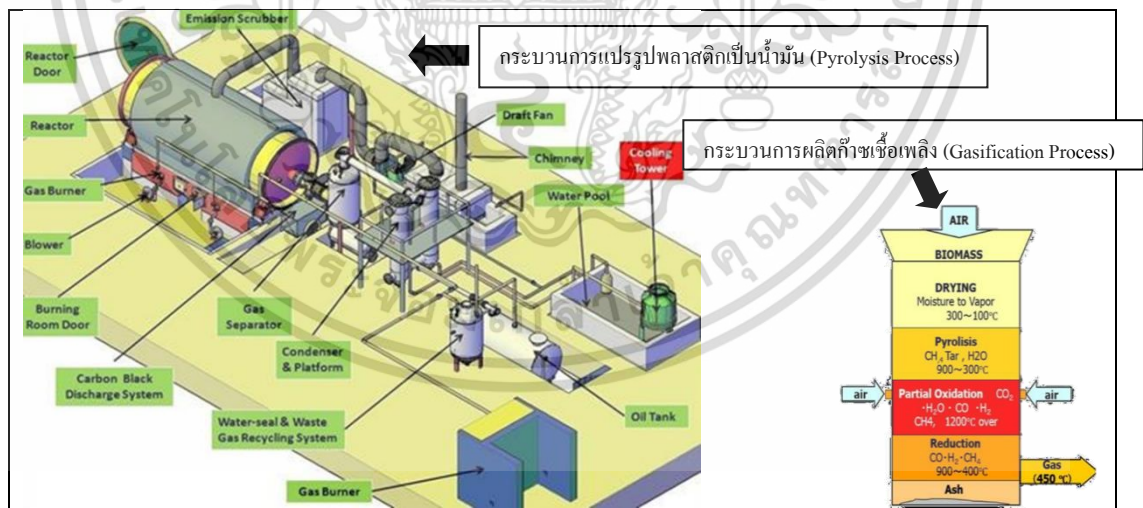 Emission Scrubber
Reactor
Door
Reactor
Gas Burner
Blower
Burning
Room Door
Carbon Black
Discharge System
Gas
Separator
Condenser
& Platform
Water-seal & Waste
Gas Recycling System
Gas Burner
Oil Tank
Draft Fan
Chimney
Water Pool
Cooling
Tower
กระบวนการแปรรูปพลาสติกเป็นน้ำมัน (Pyrolysis Process)
กระบวนการผลิตก๊าซเชื้อเพลิง (Gasification Process)
AIR
BIOMASS
DRYING
Moisture to Vapor
300~100℃
Pyrolisis
CH₄ Tar , H2O
900~300℃
air
Partial Oxidation CO₂
·H₂O · CO ·H₂
CH4, 1200℃ over
air
Reduction
CO·H₂·CH₄
900~400℃
Gas
(450 ℃)
Ash